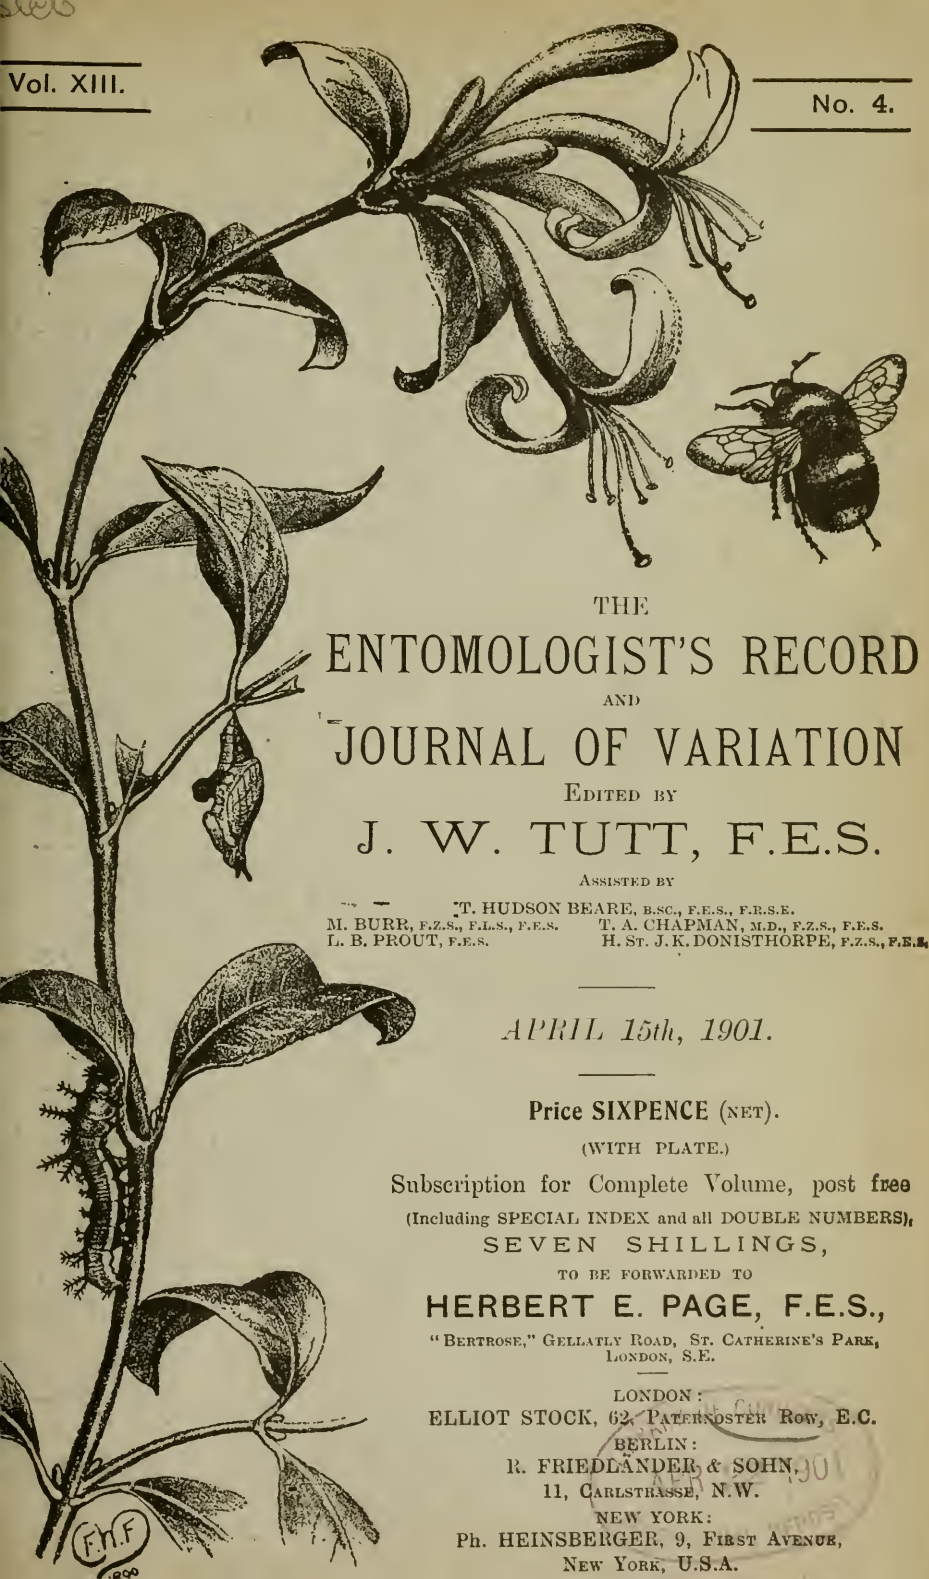 Vol. XIII.
No. 4.
THE
ENTOMOLOGIST'S RECORD
AND
JOURNAL OF VARIATION
EDITED BY
J. W. TUTT, F.E.S.
ASSISTED BY
T. HUDSON BEARE, B.SC., F.E.S., F.R.S.E.
M. BURR, F.Z.S., F.L.S., F.E.S. T. A. CHAPMAN, M.D., F.Z.S., F.E.S.
L. B. PROUT, F.E.S. H. ST. J. K. DONISTHORPE, F.Z.S., F.E.S.
APRIL 15th, 1901.
Price SIXPENCE (NET).
(WITH PLATE.)
Subscription for Complete Volume, post free
(Including SPECIAL INDEX and all DOUBLE NUMBERS),
SEVEN SHILLINGS,
TO BE FORWARDED TO
HERBERT E. PAGE, F.E.S.,
"BERTROSE," GELLATLY ROAD, ST. CATHERINE'S PARK,
LONDON, S.E.
LONDON:
ELLIOT STOCK, 62, PATERNOSTER ROW, E.C.
BERLIN:
R. FRIEDLÄNDER & SOHN,
11, CARLSTRASSE, N.W.
NEW YORK:
Ph. HEINSBERGER, 9, FIRST AVENUE,
NEW YORK, U.S.A.
F.N.F
1890